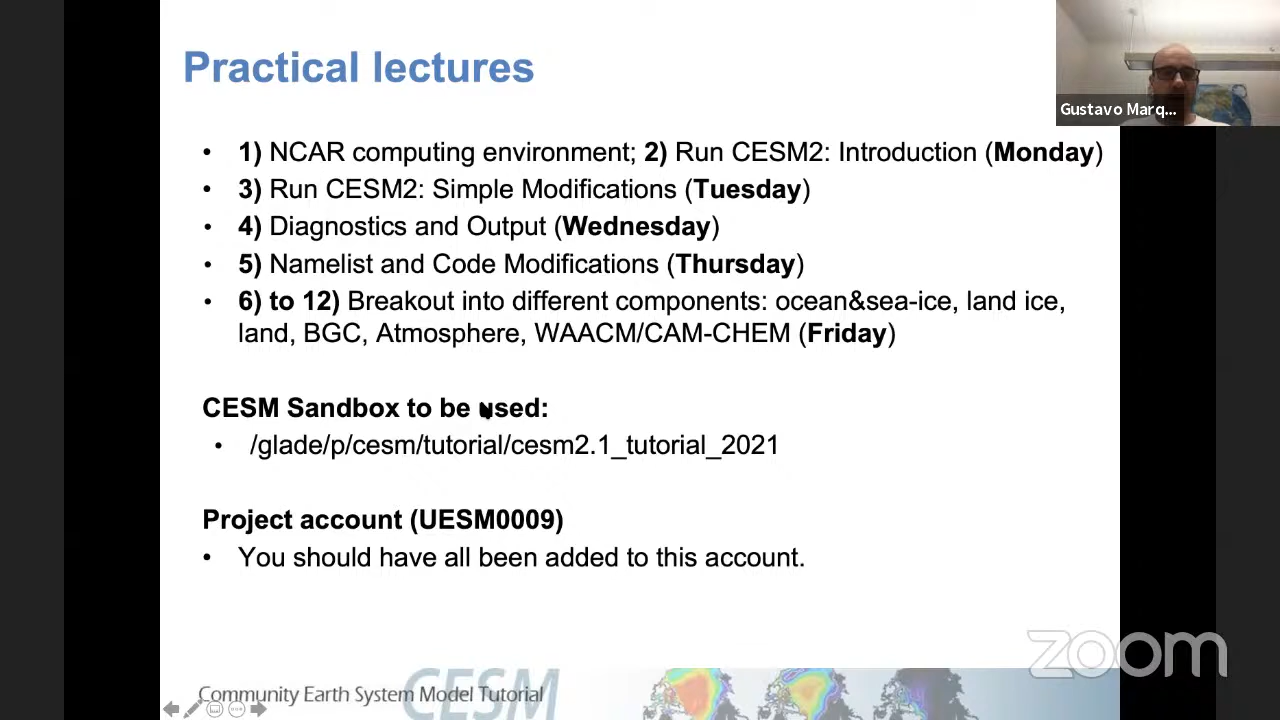 Practical lectures
Gustavo Marq...
• 1) NCAR computing environment; 2) Run CESM2: Introduction (Monday)
• 3) Run CESM2: Simple Modifications (Tuesday)
• 4) Diagnostics and Output (Wednesday)
• 5) Namelist and Code Modifications (Thursday)
• 6) to 12) Breakout into different components: ocean&sea-ice, land ice,
land, BGC, Atmosphere, WAACM/CAM-CHEM (Friday)
CESM Sandbox to be used:
• /glade/p/cesm/tutorial/cesm2.1_tutorial_2021
Project account (UESM0009)
• You should have all been added to this account.
zoom
Community Earth System Model Tutorial
CESM